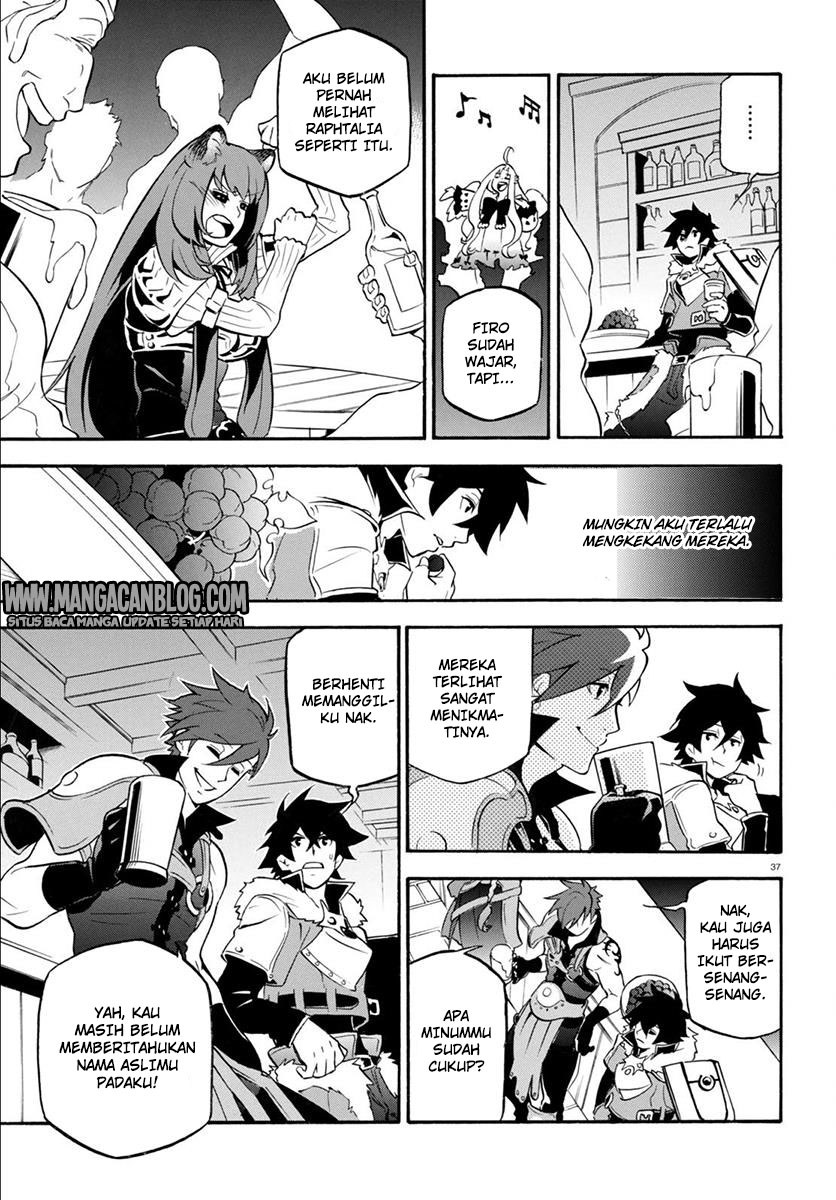 ........
FIRO
SUDAH
WAJAR,
TAPI...
AKU BELUM
PERNAH
MELIHAT
RAPHTALIA
SEPERTI ITU.
MUNGKIN AKU TERLALU
MENGKEKANG MEREKA.
WWW.MANGACANBLOG.COM
SITUS BACA MANGA UPDATE SETIAP HARI
MEREKA
TERLIHAT
SANGAT
MENIKMA-
TINYA.
37
NAK,
KAU JUGA
HARUS
IKUT BER-
SENANG-
SENANG.
APA
MINUMMU
SUDAH
CUKUP?
BERHENTI
MEMANGGIL-
KU NAK.
YAH, KAU
MASIH BELUM
MEMBERITAHUKAN
NAMA ASLIMU
PADAKU!